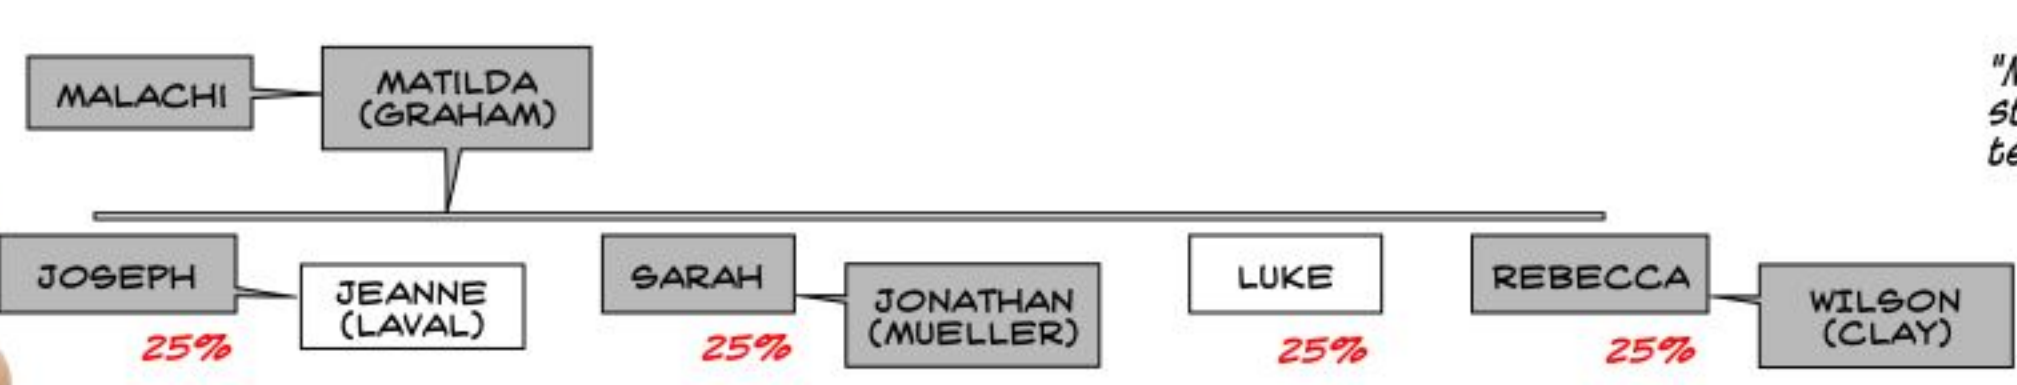 MALACHI
MATILDA
(GRAHAM)
JOSEPH
25%
JEANNE
(LAVAL)
SARAH
25%
JONATHAN
(MUELLER)
LUKE
25%
REBECCA
25%
WILSON
(CLAY)